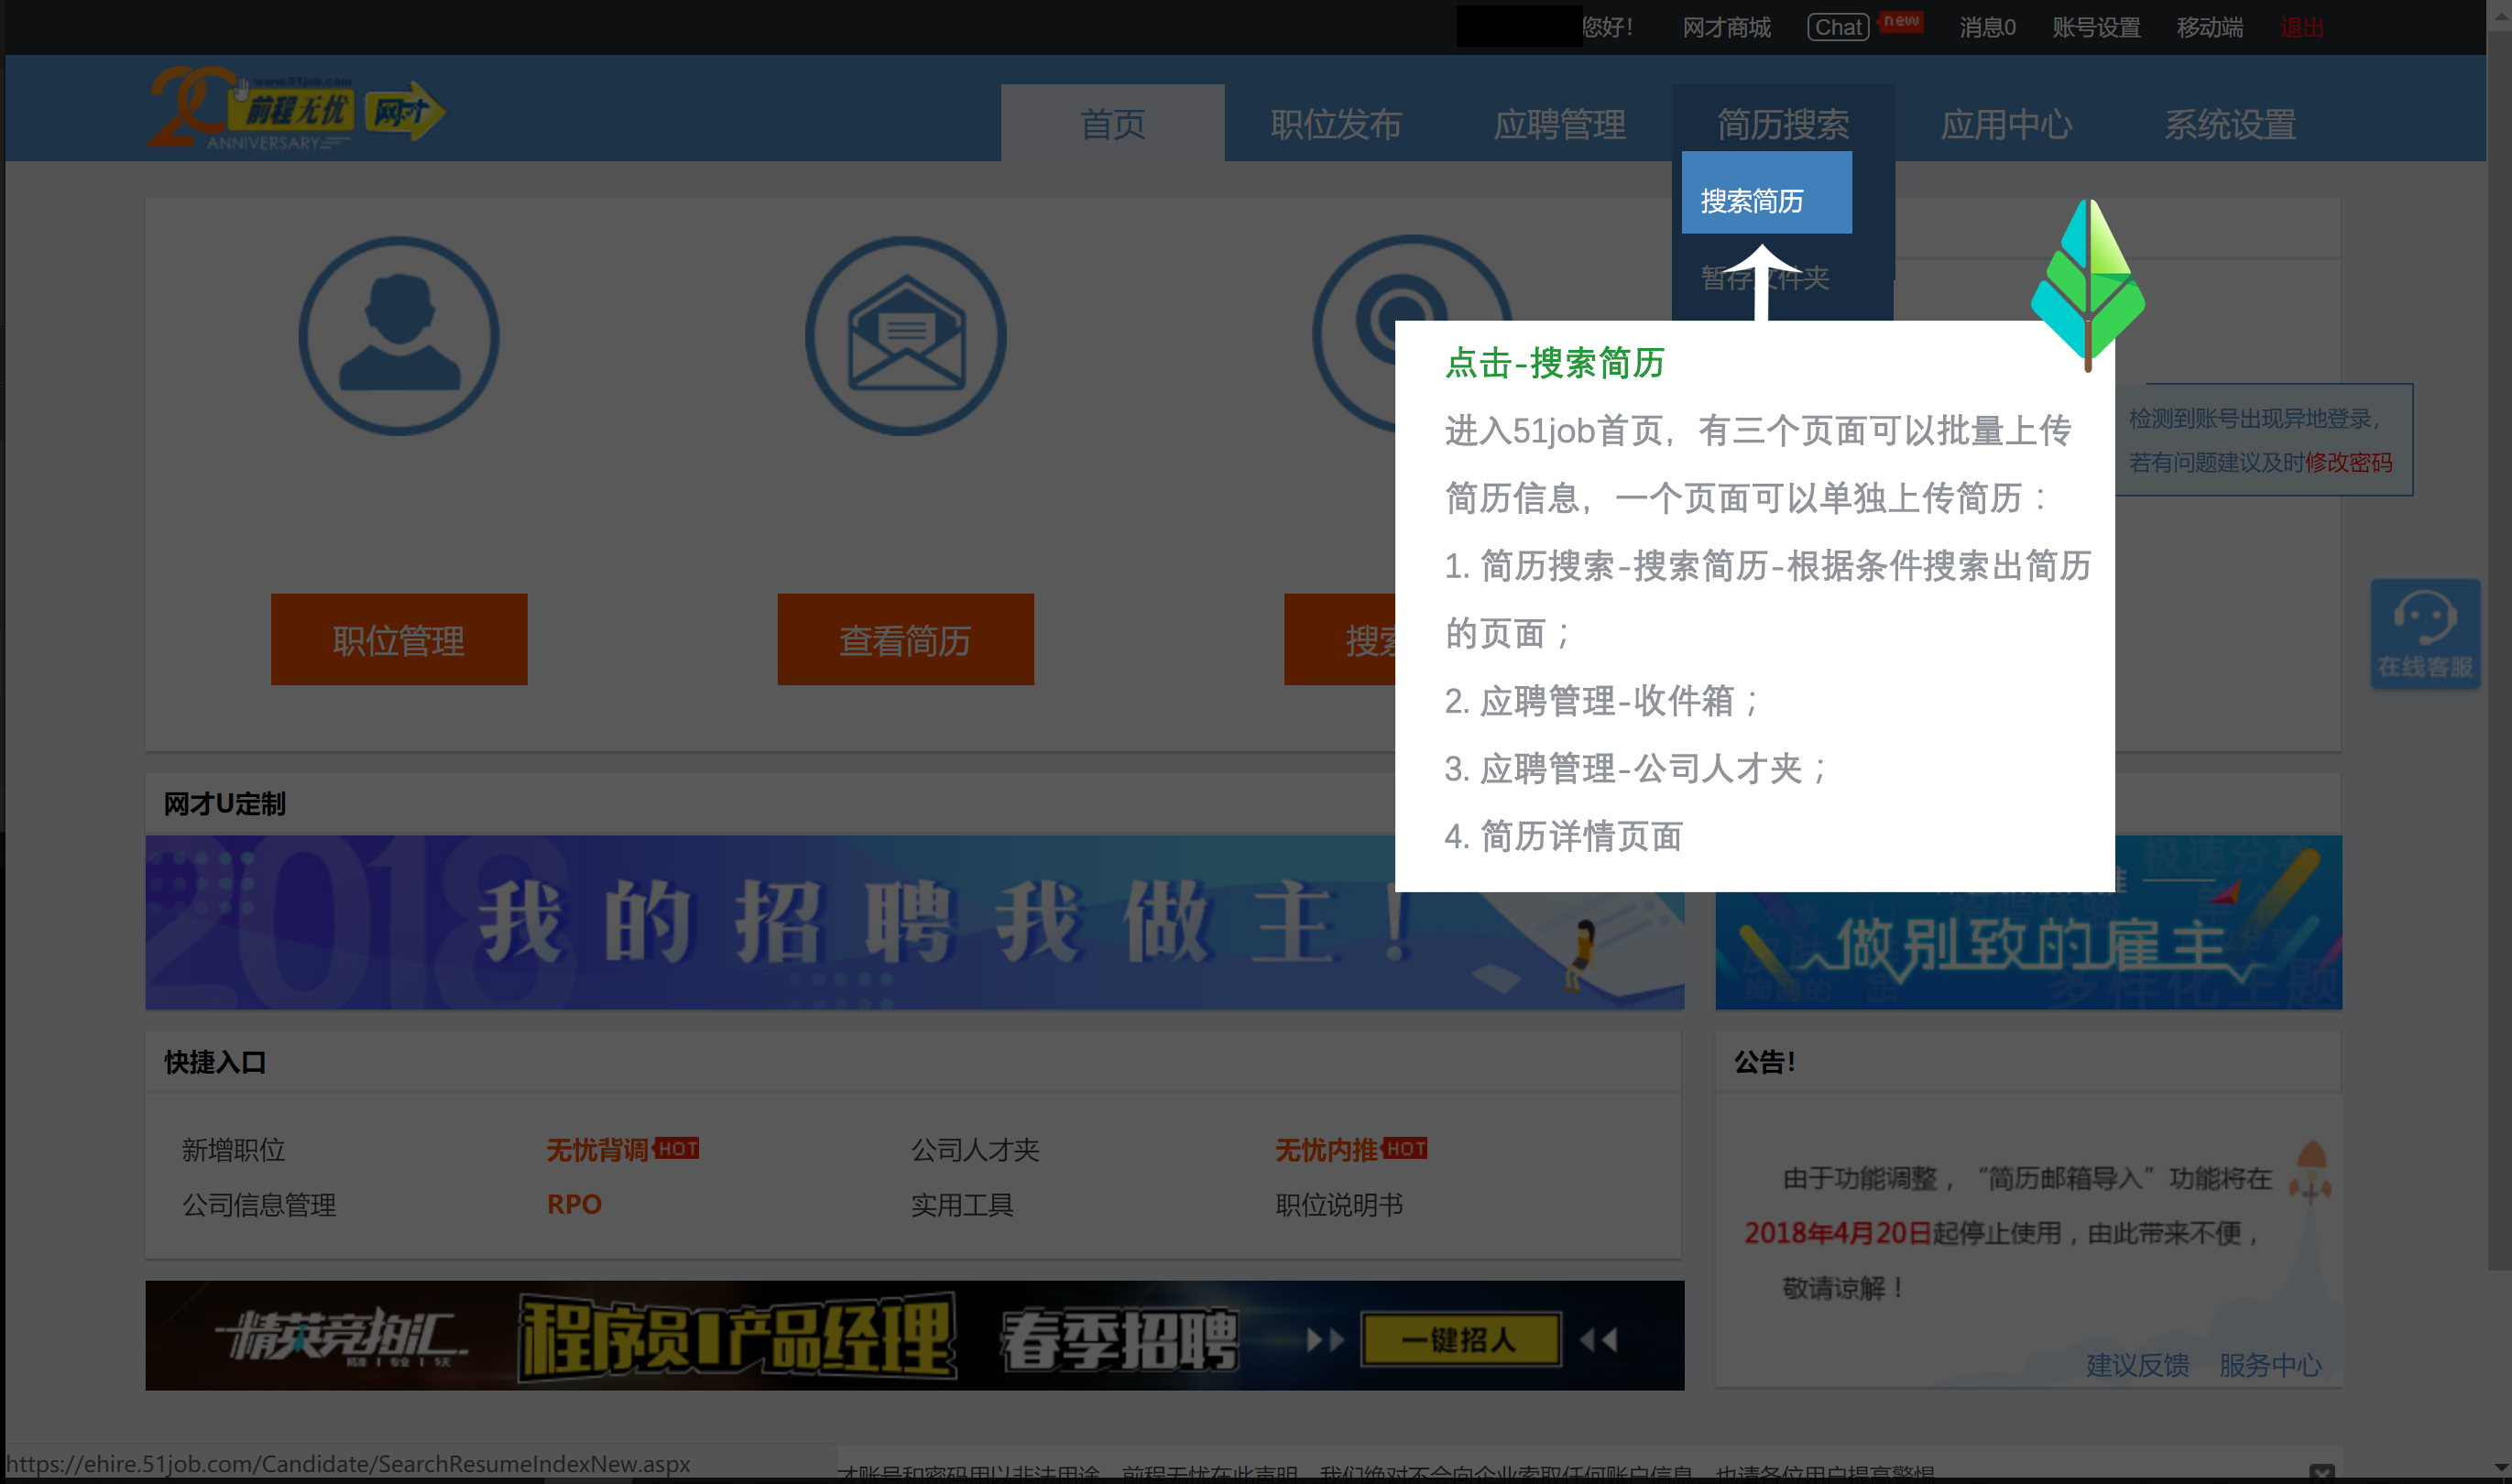 您好！
网才商城
Chat
new
消息0
账号设置
移动端
退出
www.51job.com
20
前程无忧
网才
ANNIVERSARY
首页
职位发布
应聘管理
简历搜索
应用中心
系统设置
搜索简历
暂存文件夹
点击-搜索简历
进入51job首页，有三个页面可以批量上传
简历信息，一个页面可以单独上传简历：
1. 简历搜索-搜索简历-根据条件搜索出简历
的页面；
2. 应聘管理-收件箱；
3. 应聘管理-公司人才夹；
4. 简历详情页面
检测到账号出现异地登录，
若有问题建议及时修改密码
在线客服
职位管理
查看简历
搜索
网才U定制
2018
我的招聘我做主！
做别致的雇主
快捷入口
新增职位
无忧背调 HOT
公司人才夹
无忧内推 HOT
公司信息管理
RPO
实用工具
职位说明书
公告!
由于功能调整，“简历邮箱导入”功能将在
2018年4月20日起停止使用，由此带来不便，
敬请谅解！
建议反馈
服务中心
精英竞拍汇
精准 | 专业 | 5天
程序员|产品经理
春季招聘
一键招人
https://ehire.51job.com/Candidate/SearchResumeIndexNew.aspx
才账号和密码用以非法用途，前程无忧在此声明，我们绝对不会向企业索取任何账户信息，也请各位用户提高警惕